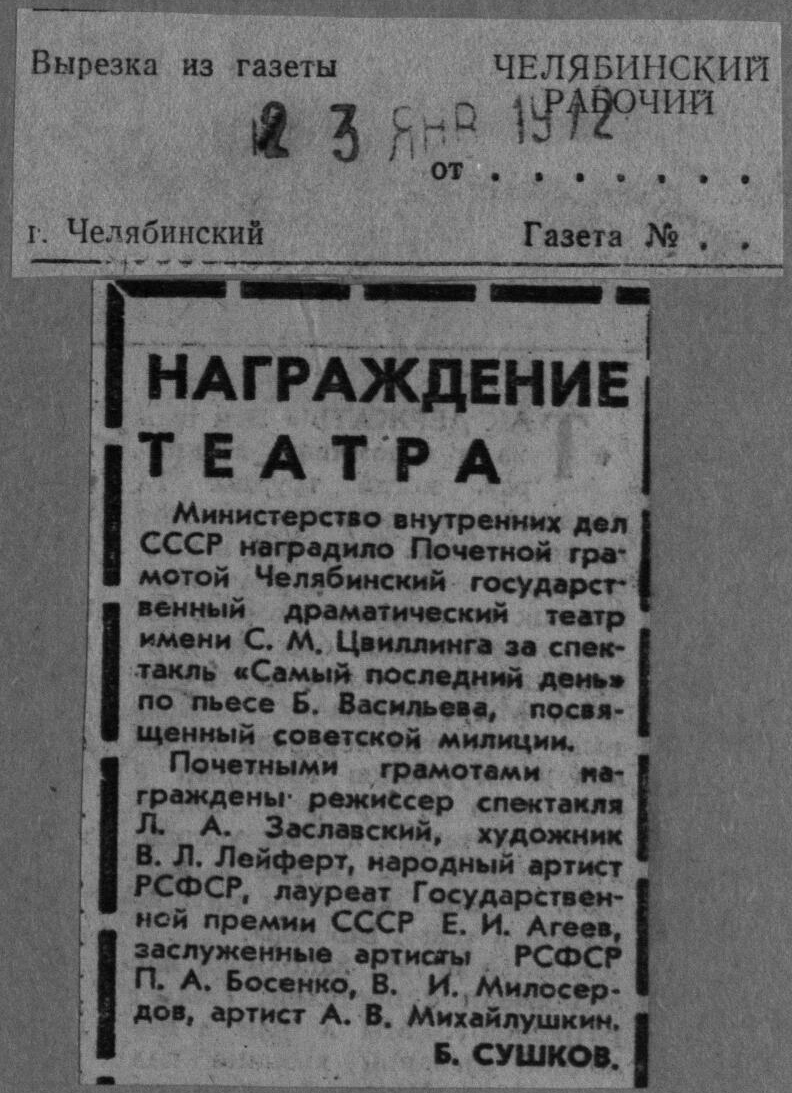 Вырезка из газеты ЧЕЛЯБИНСКИЙ
РАБОЧИЙ
23 ЯНВ 1972
от . . . . . . .
г. Челябинский Газета № . .
НАГРАЖДЕНИЕ
ТЕАТРА
Министерство внутренних дел
СССР наградило Почетной гра-
мотой Челябинский государст-
венный драматический театр
имени С. М. Цвиллинга за спек-
такль «Самый последний день»
по пьесе Б. Васильева, посвя-
щенный советской милиции.
Почетными грамотами на-
граждены режиссер спектакля
Л. А. Заславский, художник
В. Л. Лейферт, народный артист
РСФСР, лауреат Государствен-
ной премии СССР Е. И. Агеев,
заслуженные артисты РСФСР
П. А. Босенко, В. И. Милосер-
дов, артист А. В. Михайлушкин.
Б. СУШКОВ.